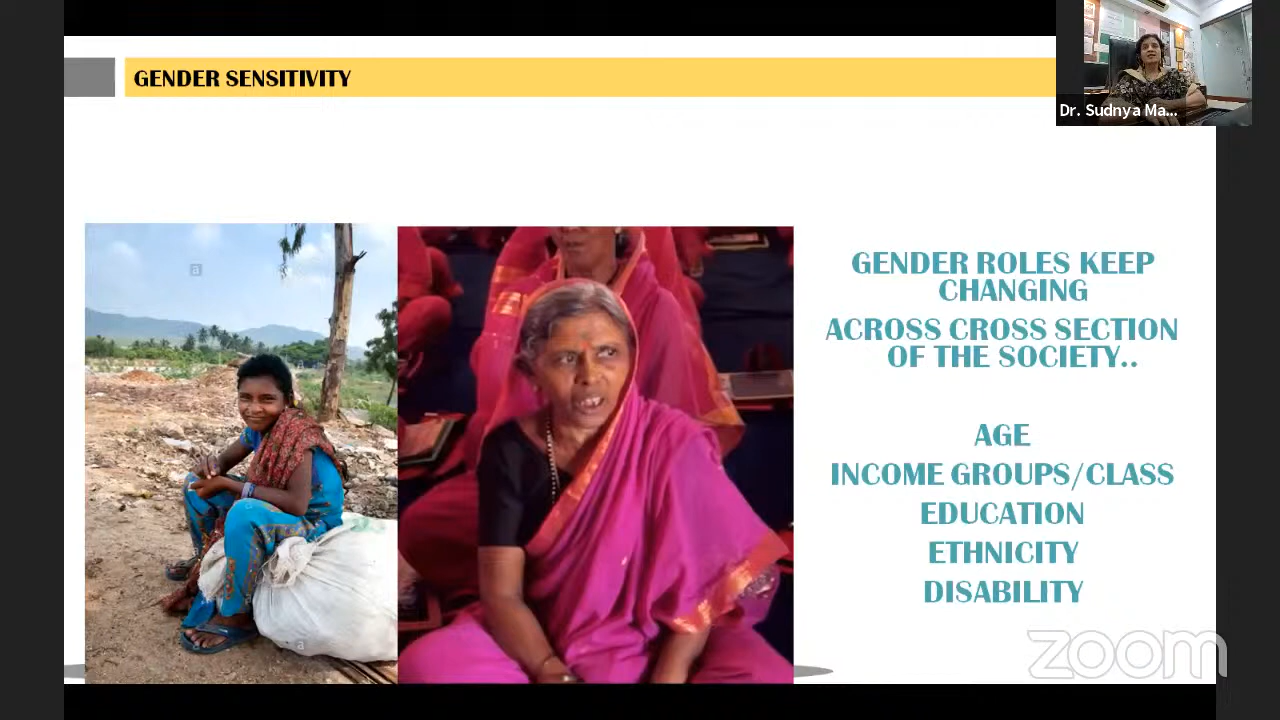 GENDER SENSITIVITY
Dr. Sudnya Ma...
GENDER ROLES KEEP
CHANGING
ACROSS CROSS SECTION
OF THE SOCIETY..
AGE
INCOME GROUPS/CLASS
EDUCATION
ETHNICITY
DISABILITY
zoom
a
a